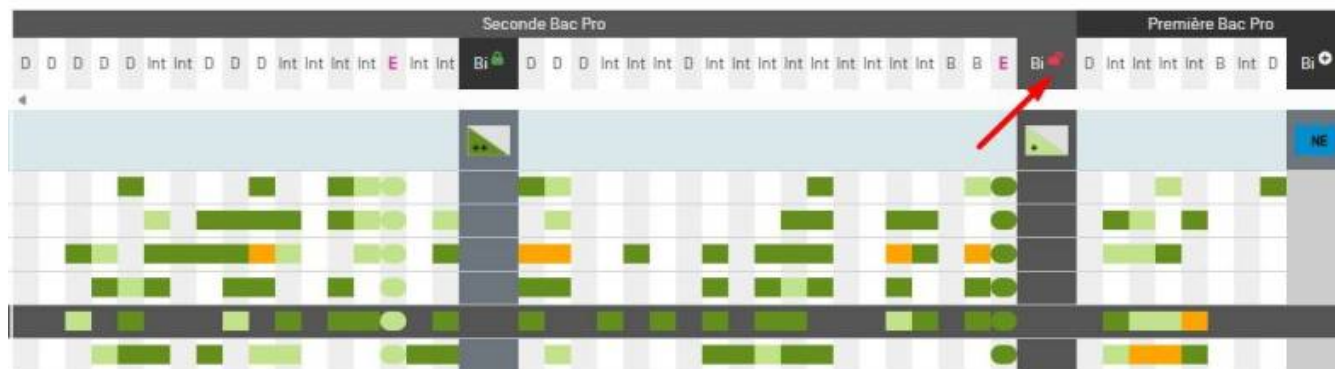 Seconde Bac Pro Première Bac Pro
D D D D D Int Int D D D Int Int Int Int E Int Int Bi D D D Int Int Int D Int Int Int Int Int Int Int Int Int B B E Bi D Int Int Int Int B Int D Bi
++ + NE